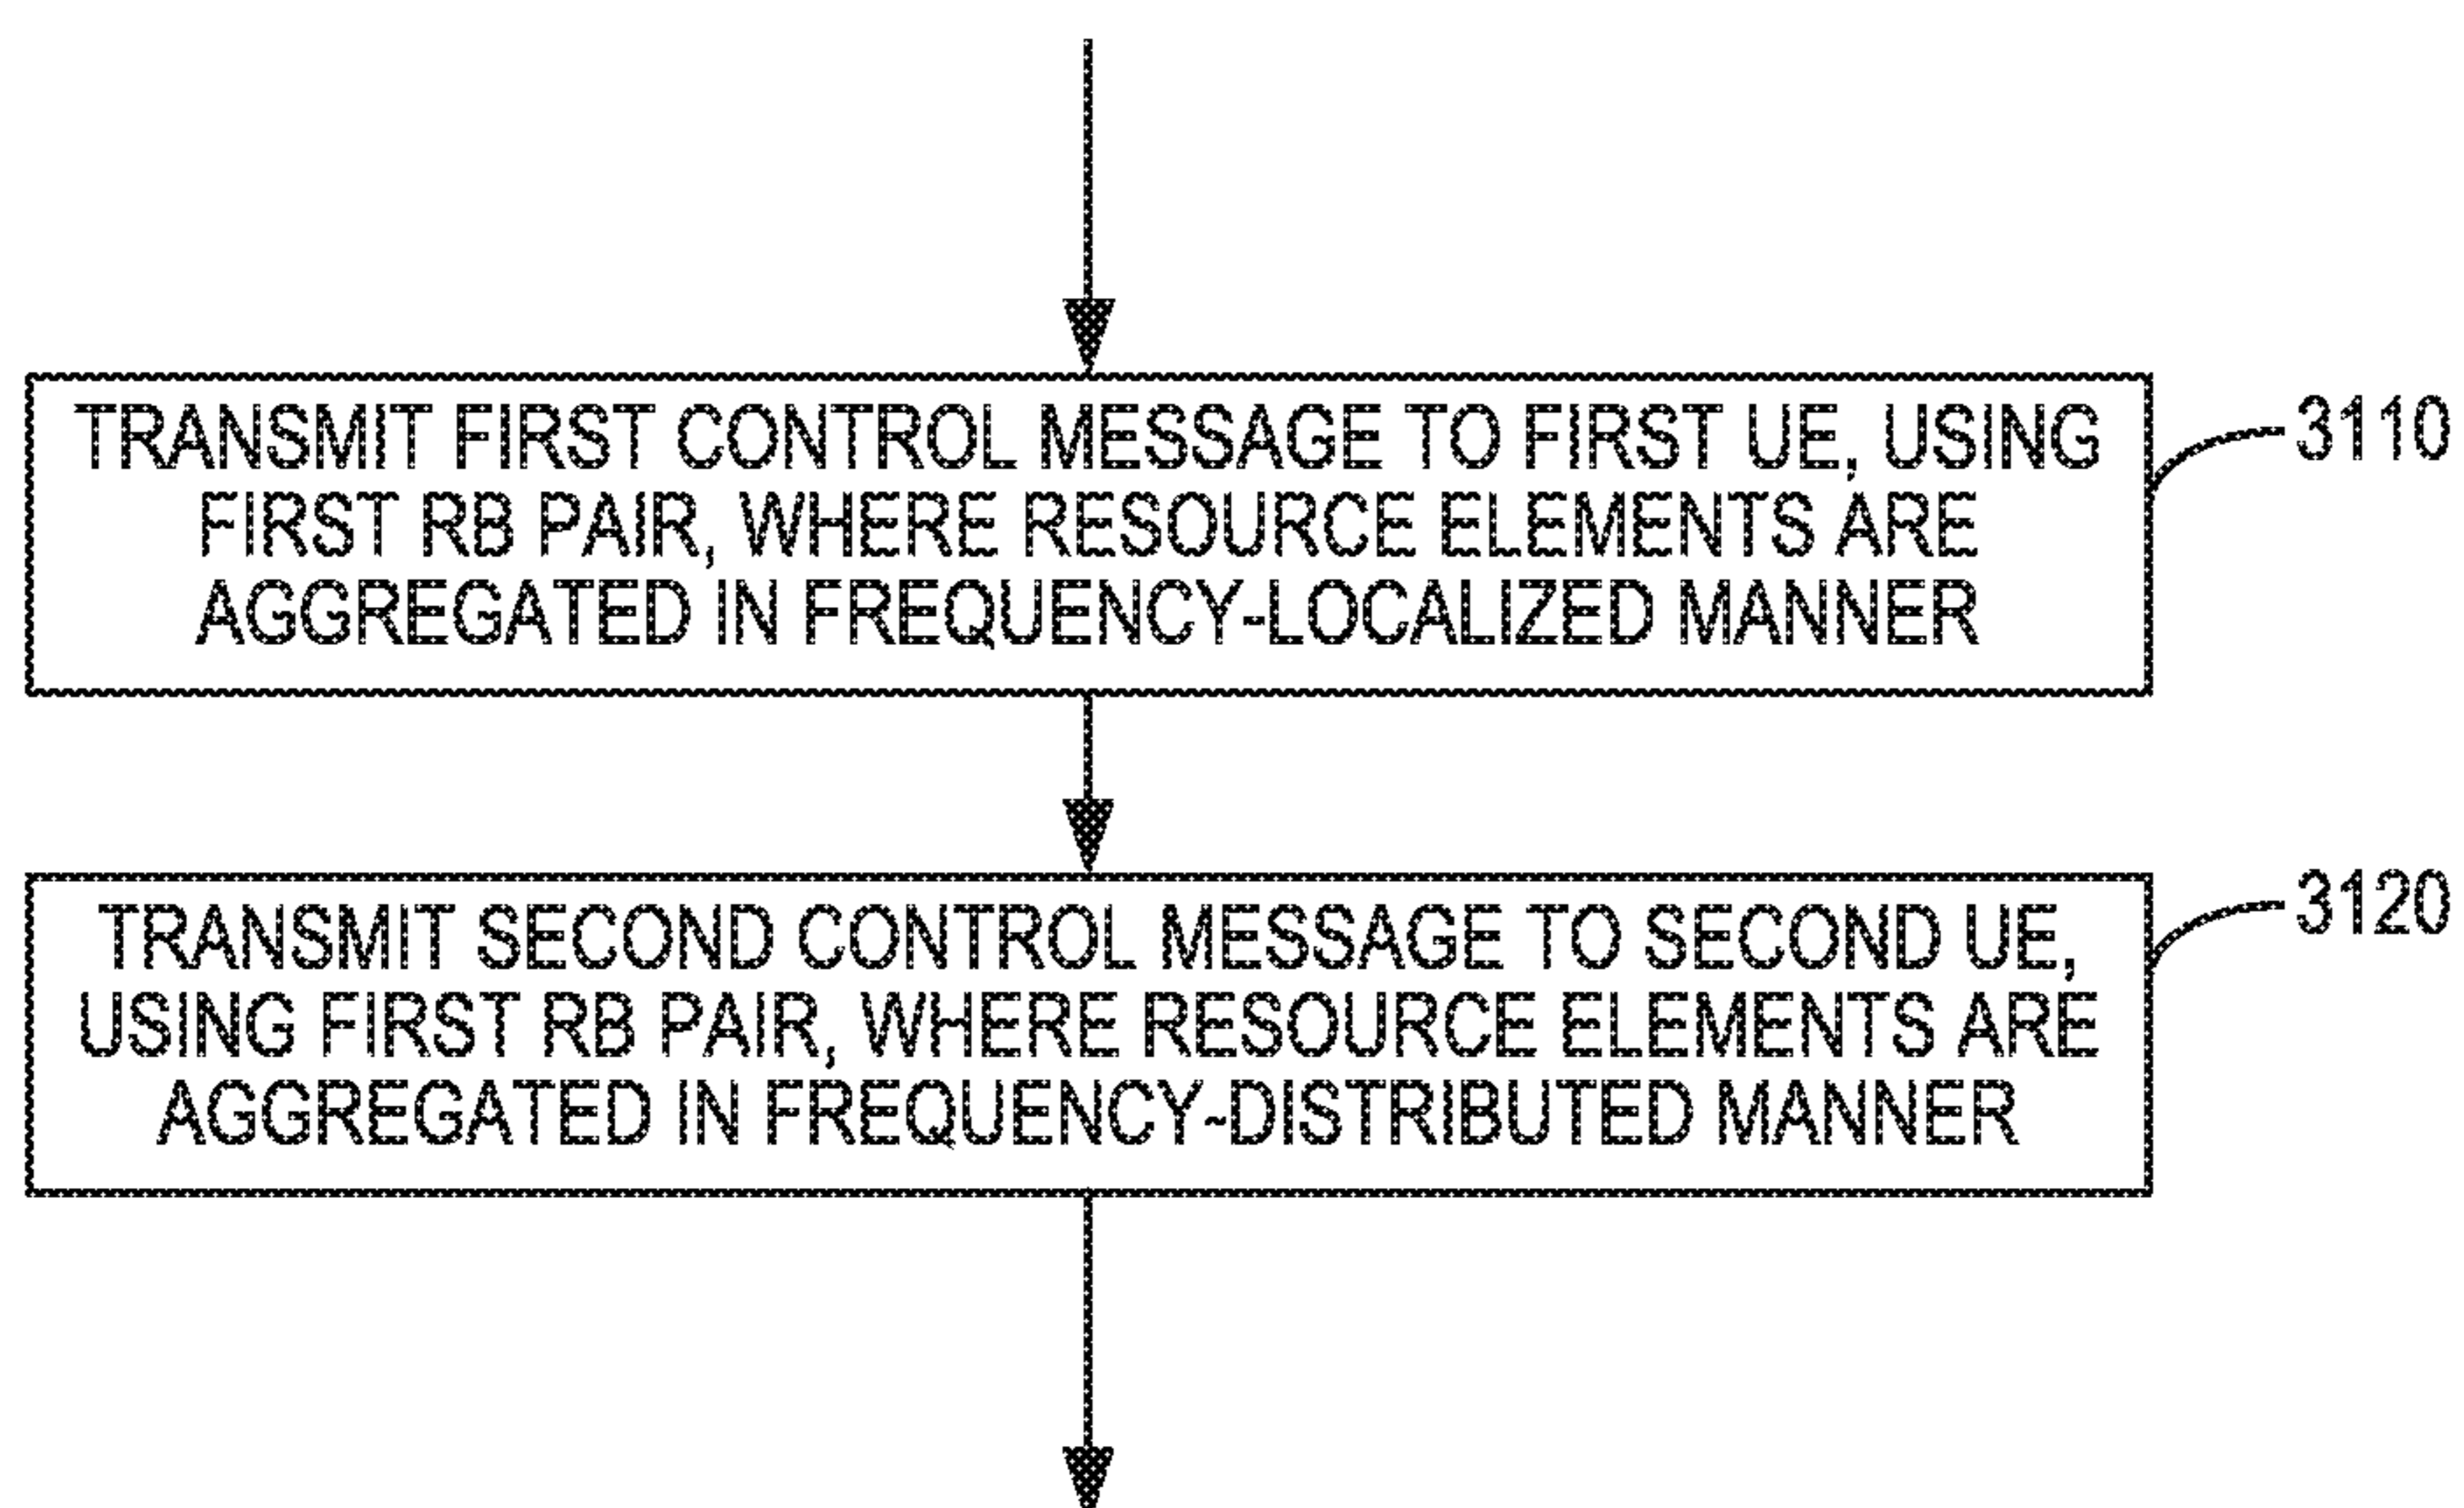 TRANSMIT FIRST CONTROL MESSAGE TO FIRST UE, USING
FIRST RB PAIR, WHERE RESOURCE ELEMENTS ARE
AGGREGATED IN FREQUENCY-LOCALIZED MANNER
3110
TRANSMIT SECOND CONTROL MESSAGE TO SECOND UE,
USING FIRST RB PAIR, WHERE RESOURCE ELEMENTS ARE
AGGREGATED IN FREQUENCY-DISTRIBUTED MANNER
3120